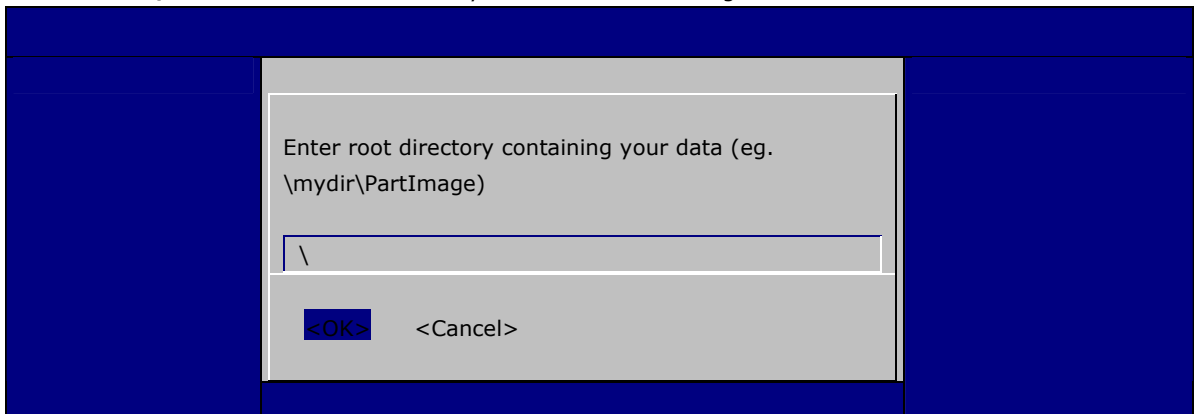 Enter root directory containing your data (eg.
\mydir\PartImage)
\
<OK> <Cancel>